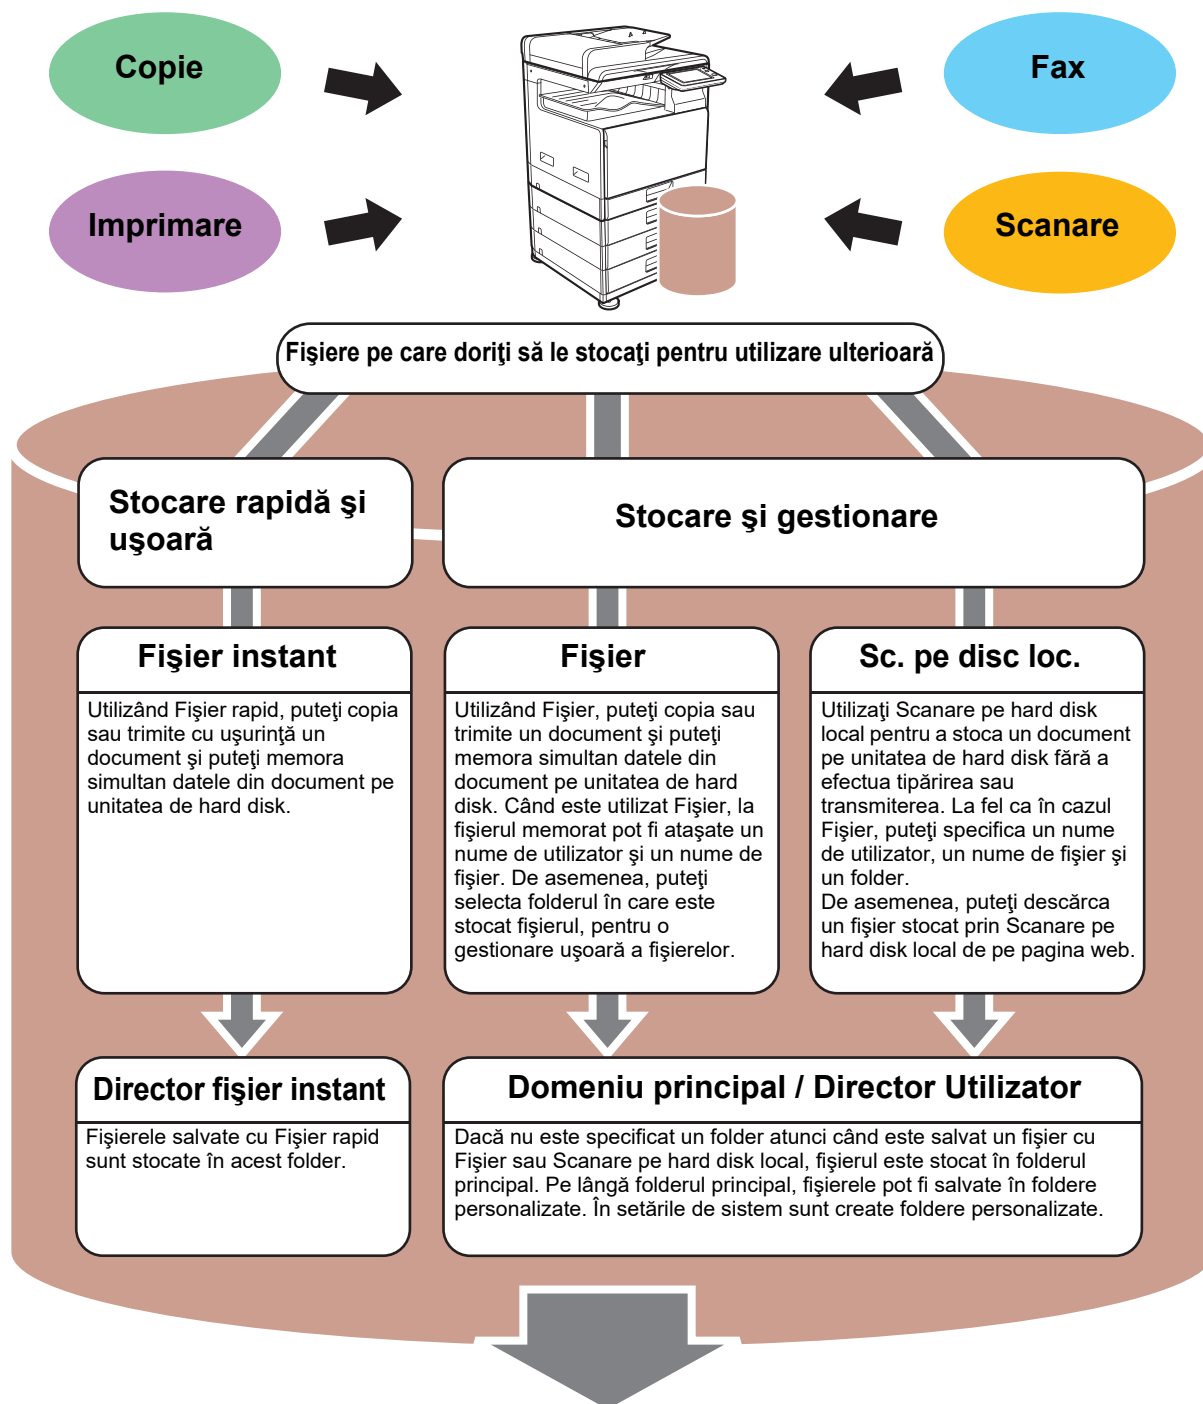 Copie
Fax
Imprimare
Scanare
Fişiere pe care doriţi să le stocaţi pentru utilizare ulterioară
Stocare rapidă şi
uşoară
Stocare şi gestionare
Fişier instant
Utilizând Fişier rapid, puteţi copia
sau trimite cu uşurinţă un
document şi puteţi memora
simultan datele din document pe
unitatea de hard disk.
Fişier
Utilizând Fişier, puteţi copia sau
trimite un document şi puteţi
memora simultan datele din
document pe unitatea de hard
disk. Când este utilizat Fişier, la
fişierul memorat pot fi ataşate un
nume de utilizator şi un nume de
fişier. De asemenea, puteţi
selecta folderul în care este
stocat fişierul, pentru o
gestionare uşoară a fişierelor.
Sc. pe disc loc.
Utilizaţi Scanare pe hard disk
local pentru a stoca un document
pe unitatea de hard disk fără a
efectua tipărirea sau
transmiterea. La fel ca în cazul
Fişier, puteţi specifica un nume
de utilizator, un nume de fişier şi
un folder.
De asemenea, puteţi descărca
un fişier stocat prin Scanare pe
hard disk local de pe pagina web.
Director fişier instant
Fişierele salvate cu Fişier rapid
sunt stocate în acest folder.
Domeniu principal / Director Utilizator
Dacă nu este specificat un folder atunci când este salvat un fişier cu
Fişier sau Scanare pe hard disk local, fişierul este stocat în folderul
principal. Pe lângă folderul principal, fişierele pot fi salvate în foldere
personalizate. În setările de sistem sunt create foldere personalizate.